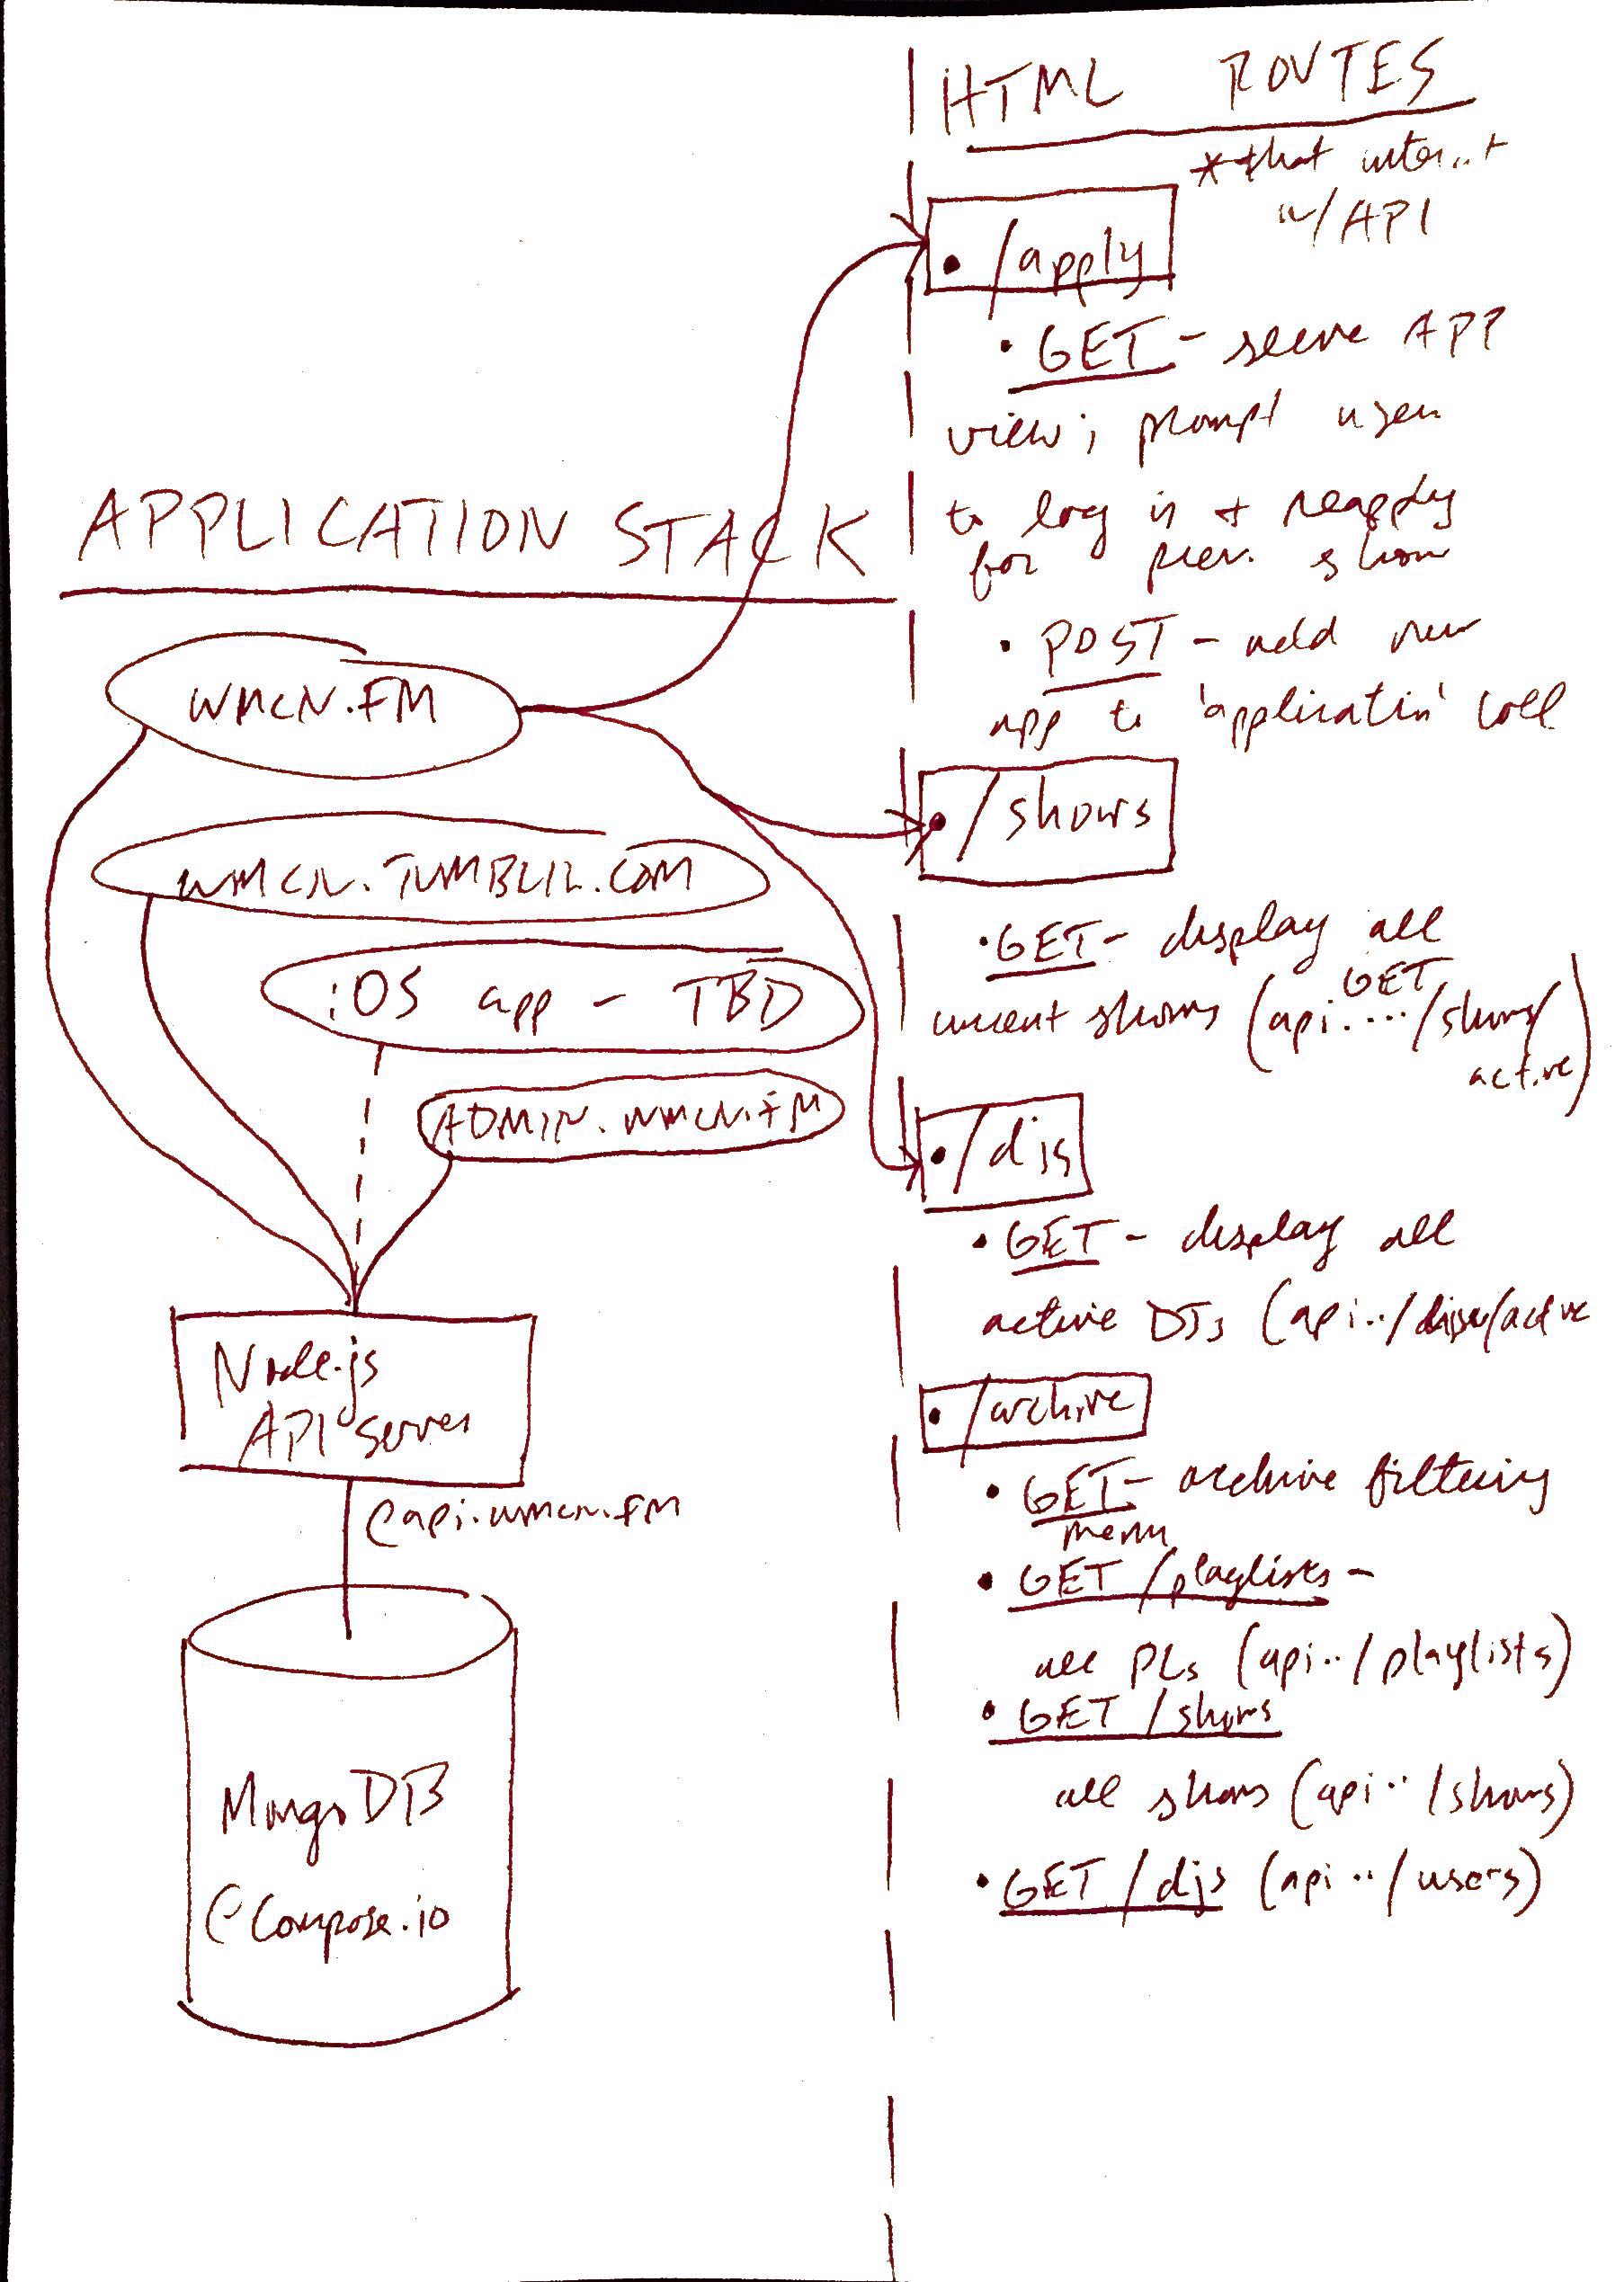 APPLICATION STACK
WMCN.FM
WMCN.TUMBLR.COM
iOS app - TBD
ADMIN.WMCN.FM
Node.js
API server
@api.wmcn.fm
MongoDB
@Compose.io
HTML ROUTES
*that
w/API
• /apply
• GET - serve APP
view; prompt user
to log in + reapply
for prev. show
• POST - add new
app to 'application' coll
• /shows
• GET - display all
GET
current shows (api..../shows/
active)
• /djs
• GET - display all
active DJs (api../ /active
• /archive
• GET - archive filtering
menu
• GET /playlists -
all PLs (api../playlists)
• GET /shows
all shows (api../shows)
• GET /djs (api../users)